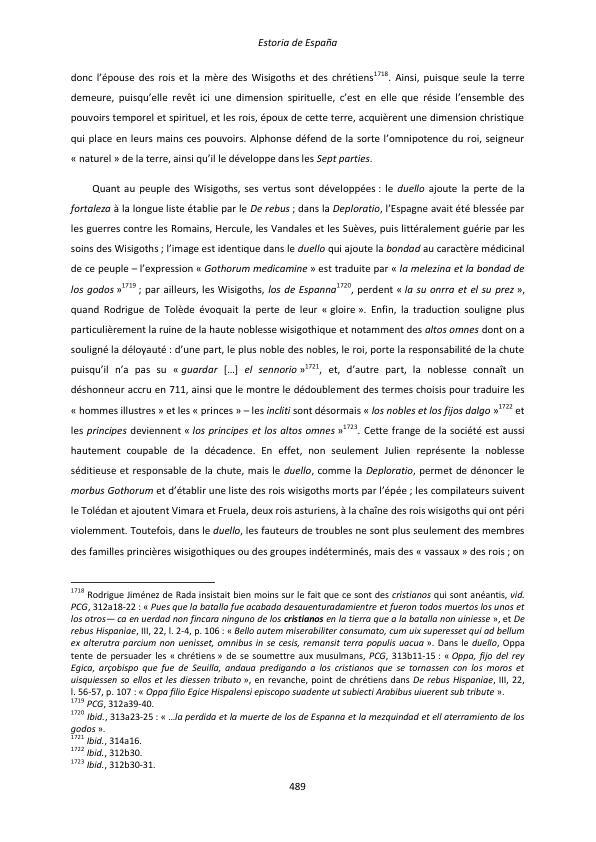 Estoria de España
donc l’épouse des rois et la mère des Wisigoths et des chrétiens1718. Ainsi, puisque seule la terre
demeure, puisqu’elle revêt ici une dimension spirituelle, c’est en elle que réside l’ensemble des
pouvoirs temporel et spirituel, et les rois, époux de cette terre, acquièrent une dimension christique
qui place en leurs mains ces pouvoirs. Alphonse défend de la sorte l’omnipotence du roi, seigneur
« naturel » de la terre, ainsi qu’il le développe dans les Sept parties.
Quant au peuple des Wisigoths, ses vertus sont développées : le duello ajoute la perte de la
fortaleza à la longue liste établie par le De rebus ; dans la Deploratio, l’Espagne avait été blessée par
les guerres contre les Romains, Hercule, les Vandales et les Suèves, puis littéralement guérie par les
soins des Wisigoths ; l’image est identique dans le duello qui ajoute la bondad au caractère médicinal
de ce peuple – l’expression « Gothorum medicamine » est traduite par « la melezina et la bondad de
los godos »1719 ; par ailleurs, les Wisigoths, los de Espanna1720, perdent « la su onrra et el su prez »,
quand Rodrigue de Tolède évoquait la perte de leur « gloire ». Enfin, la traduction souligne plus
particulièrement la ruine de la haute noblesse wisigothique et notamment des altos omnes dont on a
souligné la déloyauté : d’une part, le plus noble des nobles, le roi, porte la responsabilité de la chute
puisqu’il n’a pas su « guardar […] el sennorio »1721, et, d’autre part, la noblesse connaît un
déshonneur accru en 711, ainsi que le montre le dédoublement des termes choisis pour traduire les
« hommes illustres » et les « princes » – les incliti sont désormais « los nobles et los fijos dalgo »1722 et
les principes deviennent « los principes et los altos omnes »1723. Cette frange de la société est aussi
hautement coupable de la décadence. En effet, non seulement Julien représente la noblesse
séditieuse et responsable de la chute, mais le duello, comme la Deploratio, permet de dénoncer le
morbus Gothorum et d’établir une liste des rois wisigoths morts par l’épée ; les compilateurs suivent
le Tolédan et ajoutent Vimara et Fruela, deux rois asturiens, à la chaîne des rois wisigoths qui ont péri
violemment. Toutefois, dans le duello, les fauteurs de troubles ne sont plus seulement des membres
des familles princières wisigothiques ou des groupes indéterminés, mais des « vassaux » des rois ; on
1718 Rodrigue Jiménez de Rada insistait bien moins sur le fait que ce sont des cristianos qui sont anéantis, vid.
PCG, 312a18-22 : « Pues que la batalla fue acabada desauenturadamientre et fueron todos muertos los unos et
los otros— ca en uerdad non fincara ninguno de los cristianos en la tierra que a la batalla non uiniesse », et De
rebus Hispaniae, III, 22, l. 2-4, p. 106 : « Bello autem miserabiliter consumato, cum uix superesset qui ad bellum
ex alterutra parcium non uenisset, omnibus in se cesis, remansit terra populis uacua ». Dans le duello, Oppa
tente de persuader les « chrétiens » de se soumettre aux musulmans, PCG, 313b11-15 : « Oppa, fijo del rey
Egica, arçobispo que fue de Seuilla, andaua predigando a los cristianos que se tornassen con los moros et
uisquiessen so ellos et les diessen tributo », en revanche, point de chrétiens dans De rebus Hispaniae, III, 22,
l. 56-57, p. 107 : « Oppa filio Egice Hispalensi episcopo suadente ut subiecti Arabibus uiuerent sub tribute ».
1719 PCG, 312a39-40.
1720 Ibid., 313a23-25 : « …la perdida et la muerte de los de Espanna et la mezquindad et ell aterramiento de los
godos ».
1721 Ibid., 314a16.
1722 Ibid., 312b30.
1723 Ibid., 312b30-31.
489